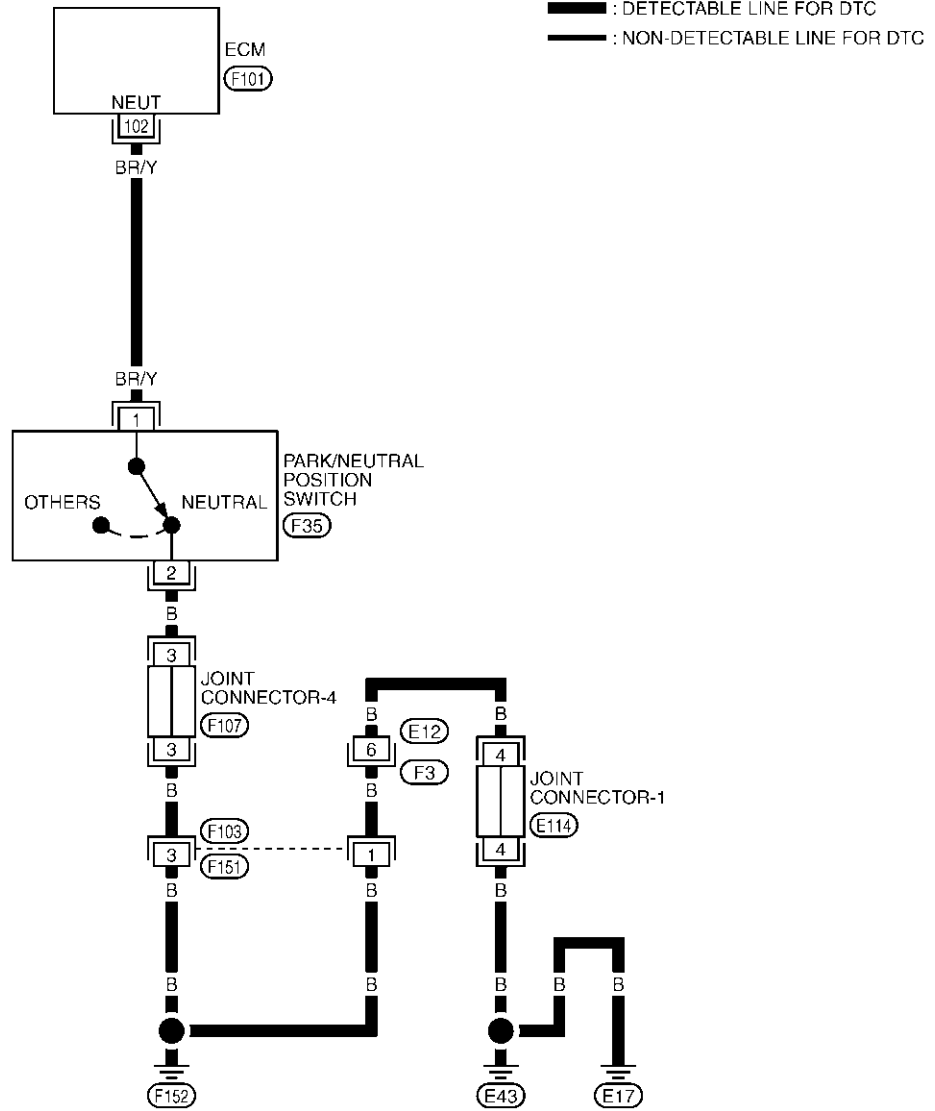 : DETECTABLE LINE FOR DTC
: NON-DETECTABLE LINE FOR DTC
ECM
F101
NEUT
102
BR/Y
BR/Y
1
PARK/NEUTRAL
POSITION
SWITCH
F35
OTHERS
NEUTRAL
2
B
3
JOINT
CONNECTOR-4
F107
3
B
F103
3
F151
B
B
F152
B
E12
6
F3
B
1
B
B
B
4
JOINT
CONNECTOR-1
E114
4
B
B
E43
B
B
E17